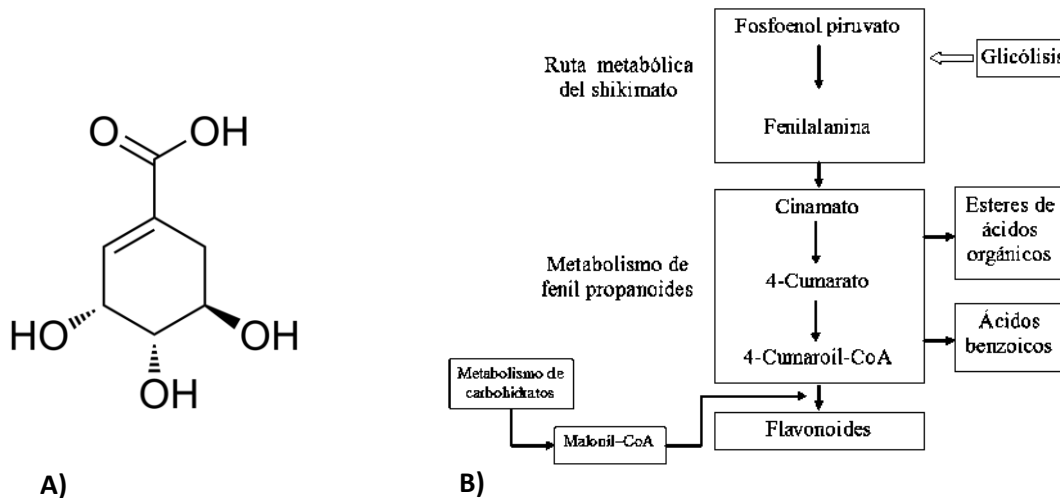 O
OH
HO
OH
OH
A)
Ruta metabólica
del shikimato
Fosfoenol piruvato
Fenilalanina
Glicólisis
Metabolismo de
fenil propanoides
Cinamato
4-Cumarato
4-Cumaroíl-CoA
Esteres de
ácidos
orgánicos
Ácidos
benzoicos
Metabolismo de
carbohidratos
Malonil-CoA
Flavonoides
B)